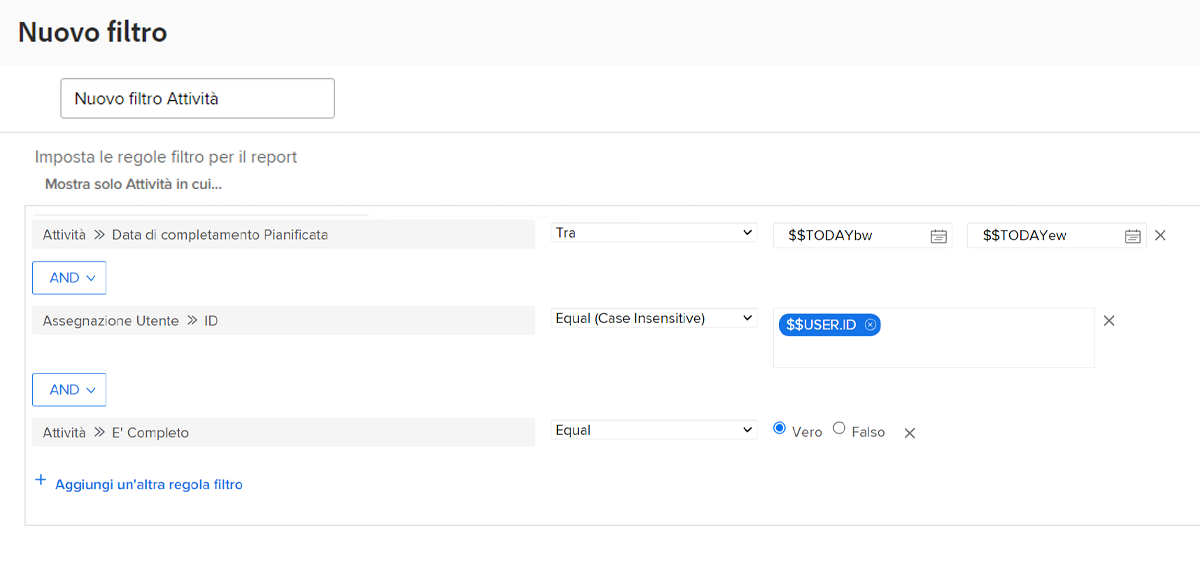 Nuovo filtro
Nuovo filtro Attività
Imposta le regole filtro per il report
Mostra solo Attività in cui...
Attività >> Data di completamento Pianificata Tra $$TODAYbw $$TODAYew
AND
Assegnazione Utente >> ID Equal (Case Insensitive) $$USER.ID
AND
Attività >> E' Completo Equal Vero Falso
+ Aggiungi un'altra regola filtro